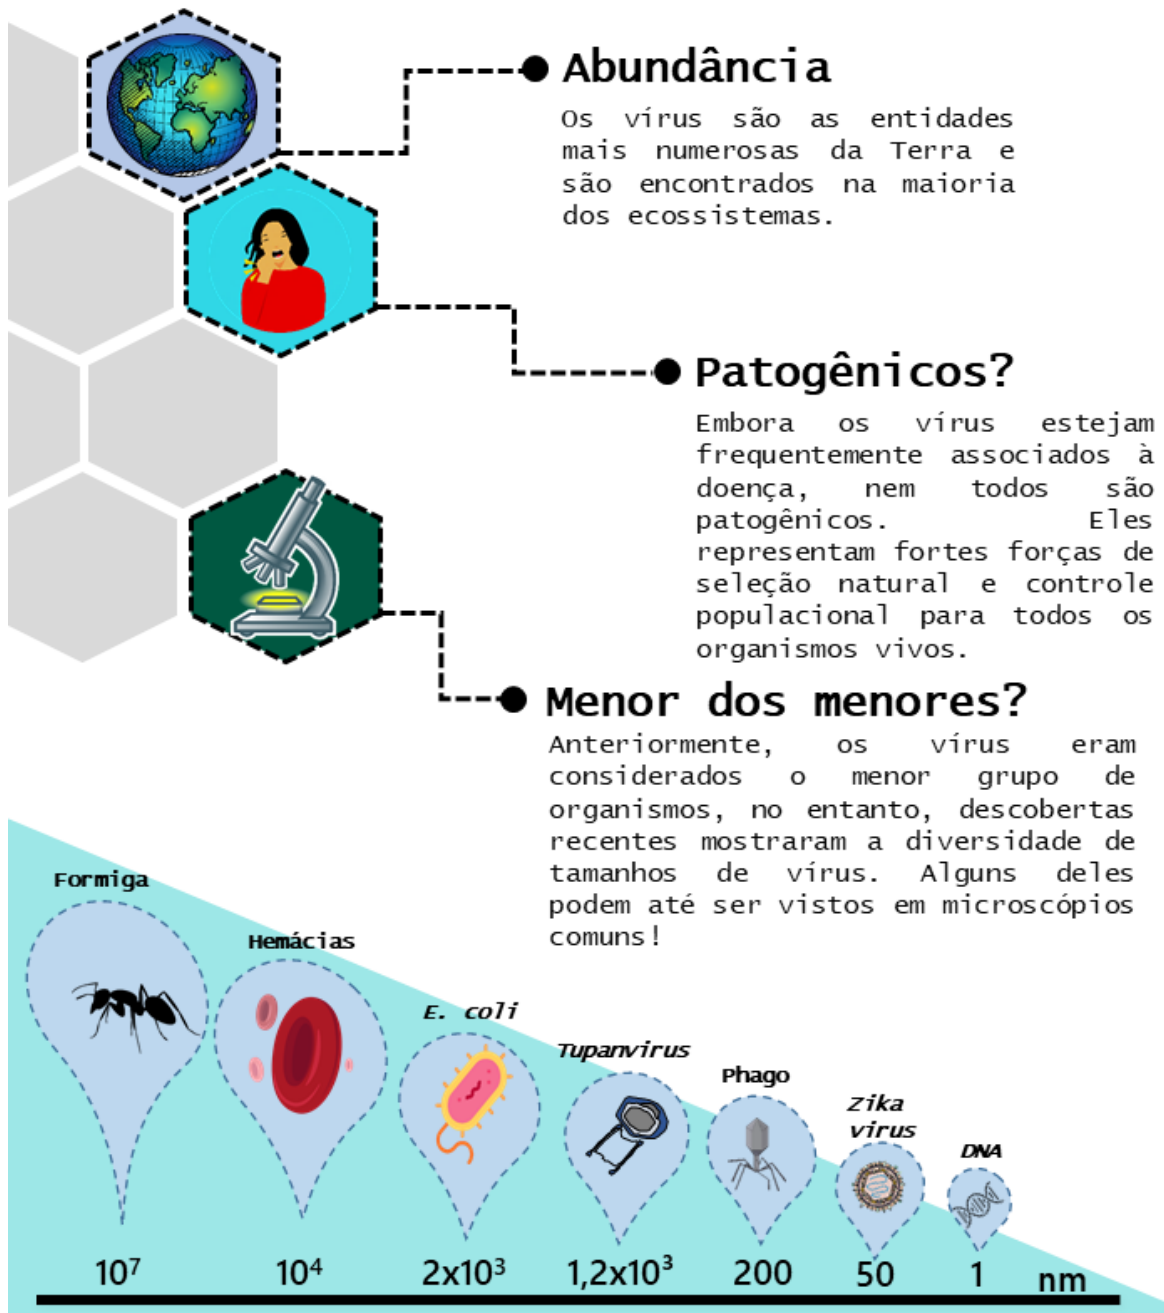 Abundância
Os vírus são as entidades
mais numerosas da Terra e
são encontrados na maioria
dos ecossistemas.
Patogênicos?
Embora os vírus estejam
frequentemente associados à
doença, nem todos são
patogênicos. Eles
representam fortes forças de
seleção natural e controle
populacional para todos os
organismos vivos.
Menor dos menores?
Anteriormente, os vírus eram
considerados o menor grupo de
organismos, no entanto, descobertas
recentes mostraram a diversidade de
tamanhos de vírus. Alguns deles
podem até ser vistos em microscópios
comuns!
Formiga
Hemácias
E. coli
Tupanvirus
Phago
Zika
virus
DNA
10⁷ 10⁴ 2x10³ 1,2x10³ 200 50 1 nm